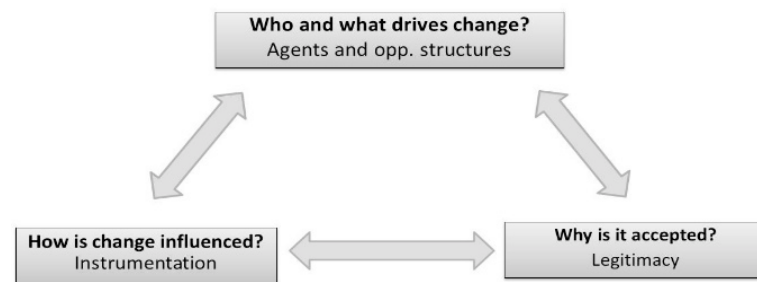 Who and what drives change?
Agents and opp. structures
How is change influenced?
Instrumentation
Why is it accepted?
Legitimacy